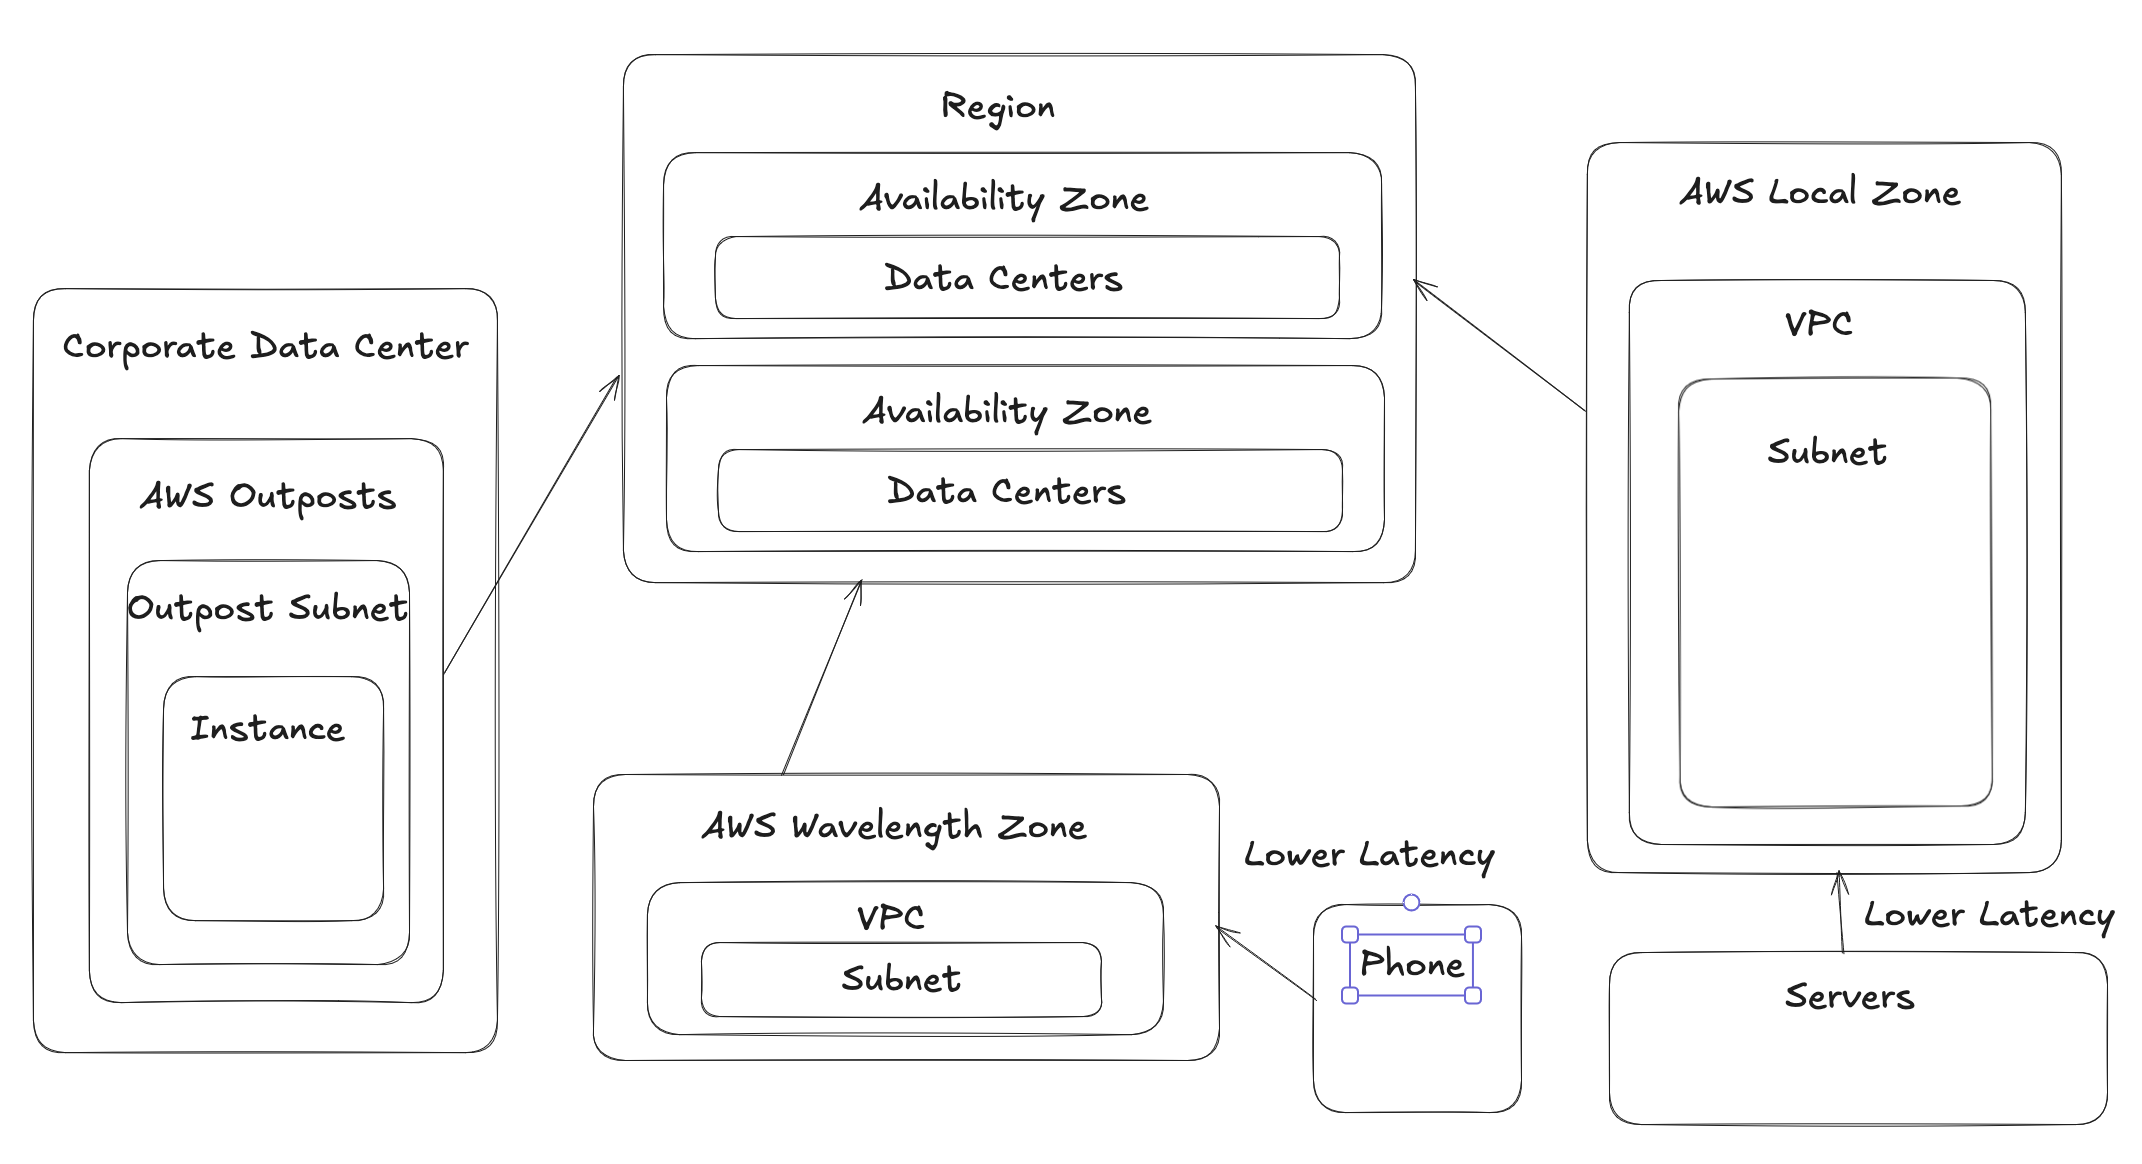 Region
Availability Zone
Data Centers
Availability Zone
Data Centers
Corporate Data Center
AWS Outposts
Outpost Subnet
Instance
AWS Wavelength Zone
VPC
Subnet
Lower Latency
Phone
AWS Local Zone
VPC
Subnet
Lower Latency
Servers